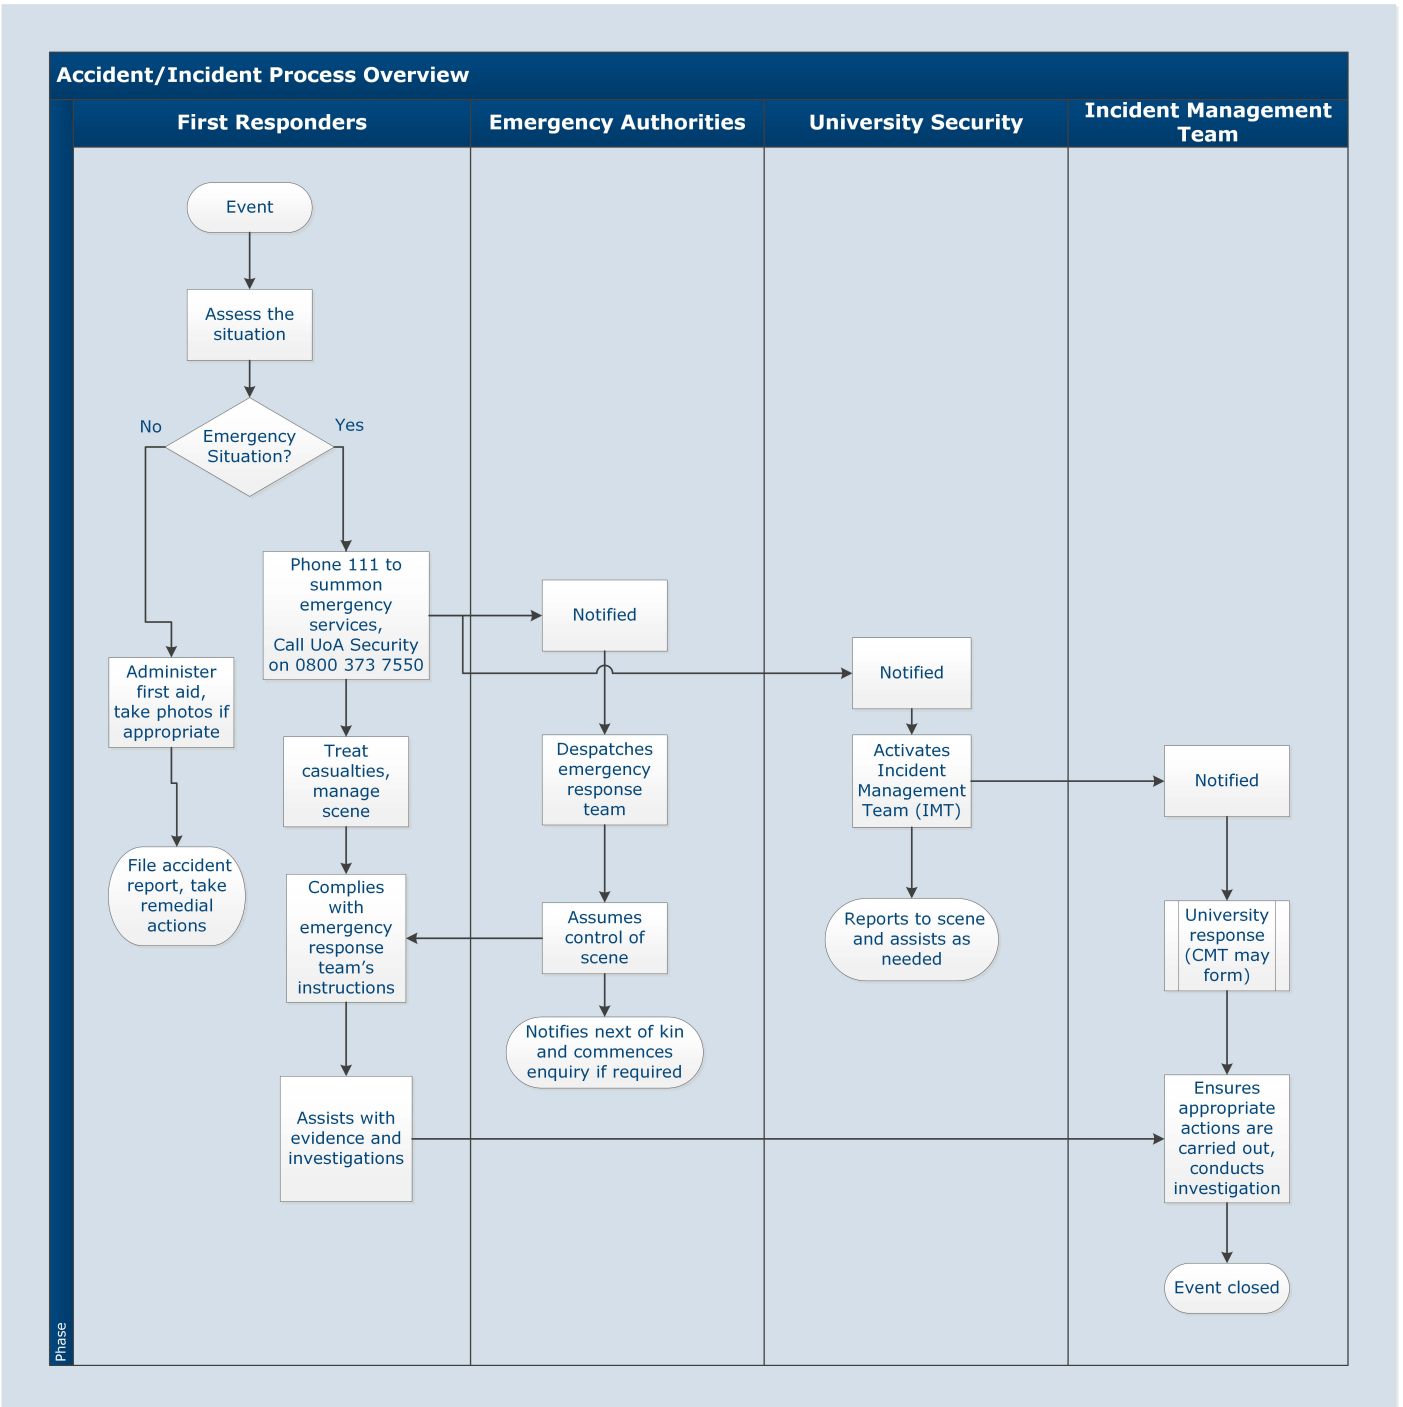 Accident/Incident Process Overview
First Responders
Emergency Authorities
University Security
Incident Management
Team
Event
Assess the
situation
Emergency
Situation?
No
Yes
Phone 111 to
summon
emergency
services,
Call UoA Security
on 0800 373 7550
Notified
Notified
Administer
first aid,
take photos if
appropriate
Treat
casualties,
manage
scene
Despatches
emergency
response
team
Activates
Incident
Management
Team (IMT)
Notified
File accident
report, take
remedial
actions
Complies
with
emergency
response
team’s
instructions
Assumes
control of
scene
Reports to scene
and assists as
needed
University
response
(CMT may
form)
Notifies next of kin
and commences
enquiry if required
Assists with
evidence and
investigations
Ensures
appropriate
actions are
carried out,
conducts
investigation
Event closed
Phase